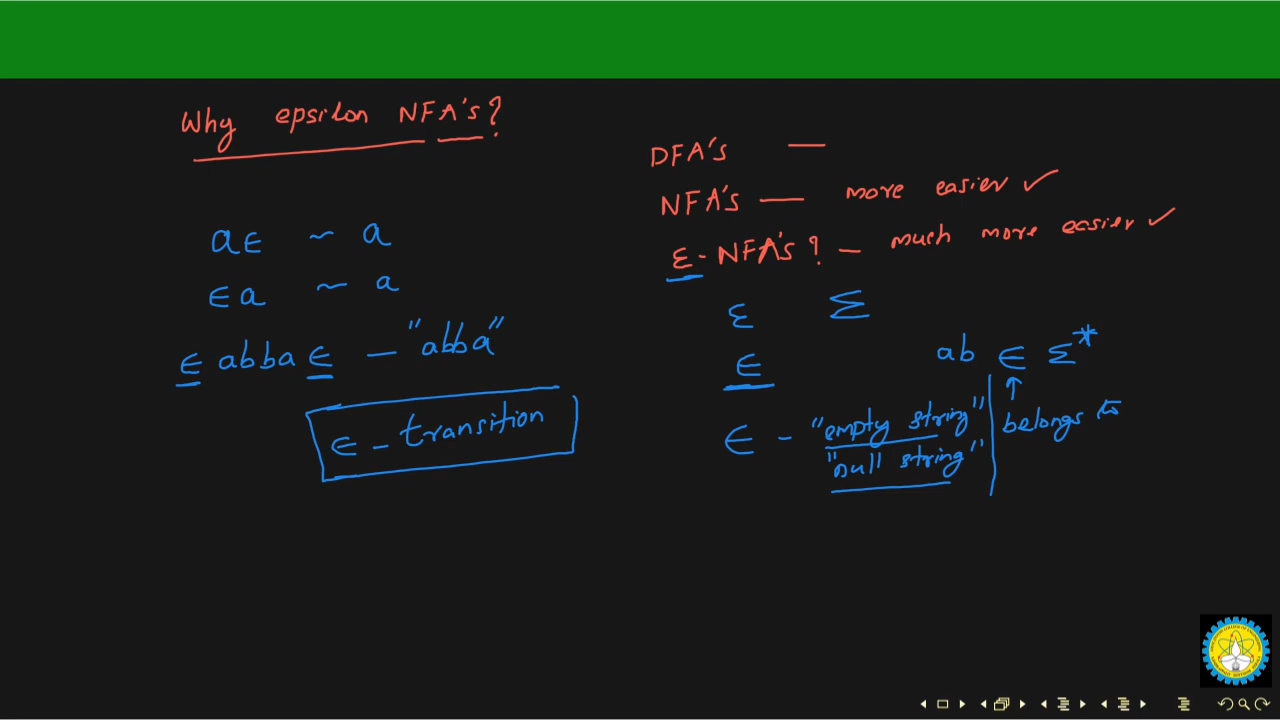 Why epsilon NFA's?
aϵ ~ a
ϵa ~ a
ϵ abba ϵ — "abba"
ϵ - transition
DFA's —
NFA's — more easier ✓
ε - NFA's? — much more easier ✓
ε Σ
ϵ
ab ∈ Σ*
↑
belongs to
ϵ - "empty string"
"null string"